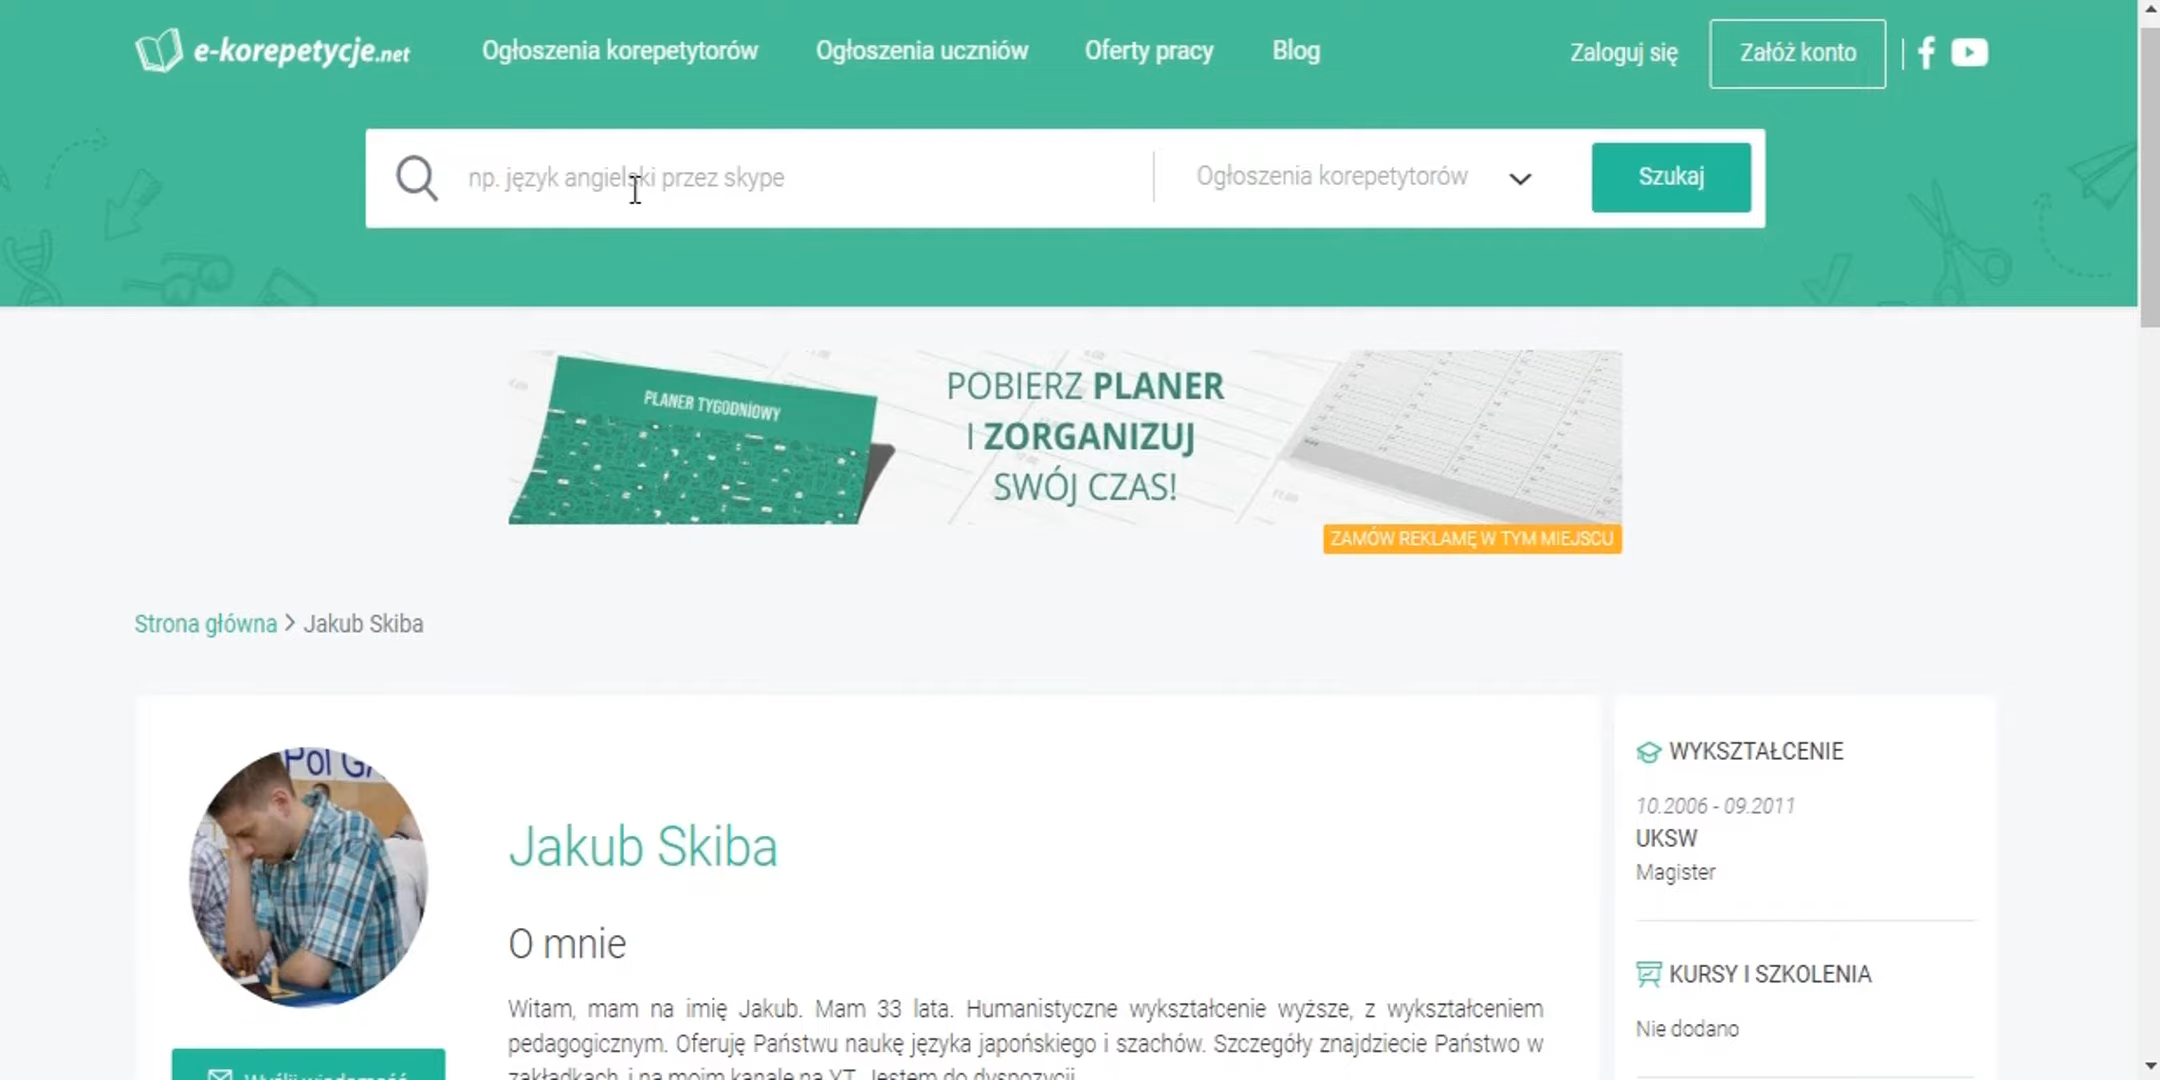 e-korepetycje.net
Ogłoszenia korepetytorów
Ogłoszenia uczniów
Oferty pracy
Blog
Zaloguj się
Załóż konto
np. język angielski przez skype
Ogłoszenia korepetytorów
Szukaj
PLANER TYGODNIOWY
POBIERZ PLANER
I ZORGANIZUJ
SWÓJ CZAS!
ZAMÓW REKLAMĘ W TYM MIEJSCU
Strona główna > Jakub Skiba
Pol G
Jakub Skiba
O mnie
Witam, mam na imię Jakub. Mam 33 lata. Humanistyczne wykształcenie wyższe, z wykształceniem
pedagogicznym. Oferuję Państwu naukę języka japońskiego i szachów. Szczegóły znajdziecie Państwo w
zakładkach, i na moim kanale na YT. Jestem do dyspozycji
Wyślij wiadomość
WYKSZTAŁCENIE
10.2006 - 09.2011
UKSW
Magister
KURSY I SZKOLENIA
Nie dodano